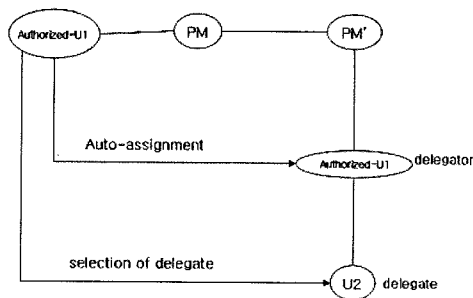 Authorized-U1
PM
PM'
Auto-assignment
Authorized-U1
delegator
selection of delegate
U2
delegate